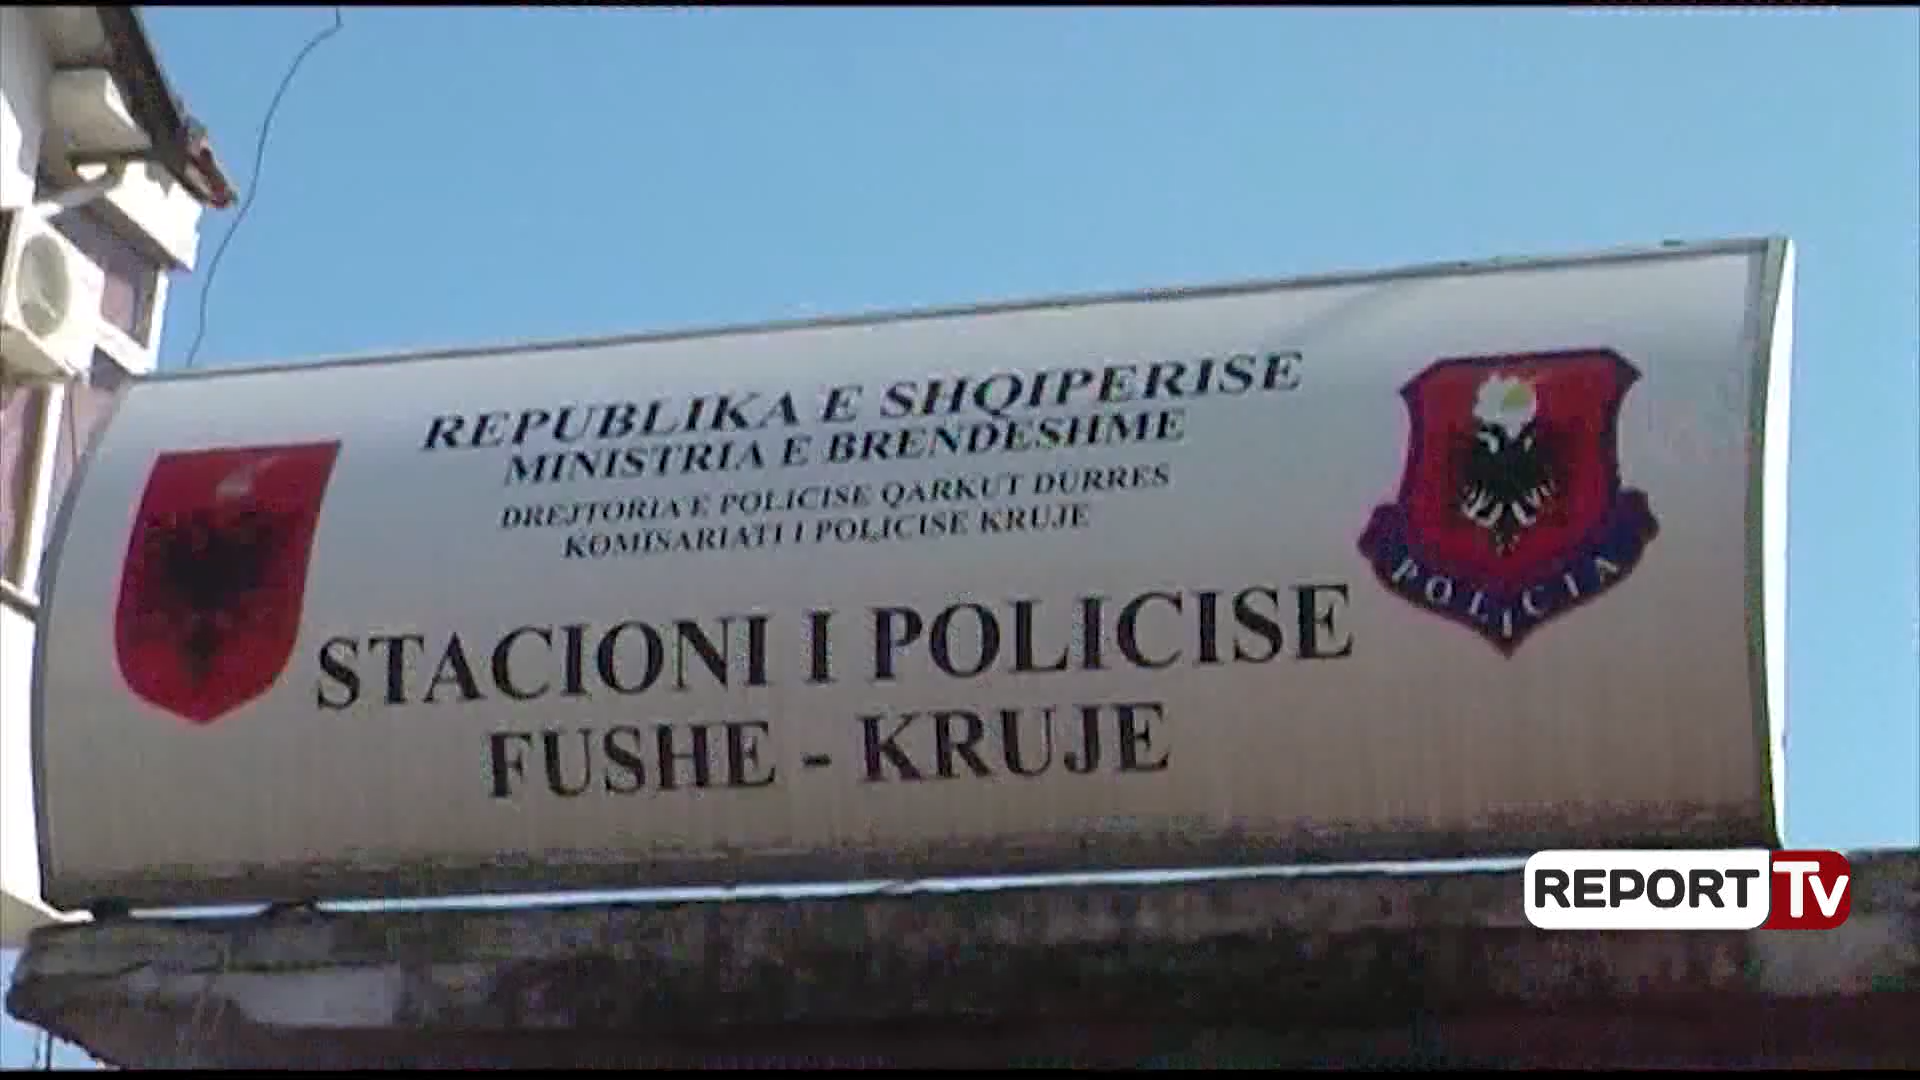 REPUBLIKA E SHQIPERISE
MINISTRIA E BRENDESHME
DREJTORIA E POLICISE QARKUT DURRES
KOMISARIATI I POLICISE KRUJE
STACIONI I POLICISE
FUSHE - KRUJE
POLICIA
REPORT TV